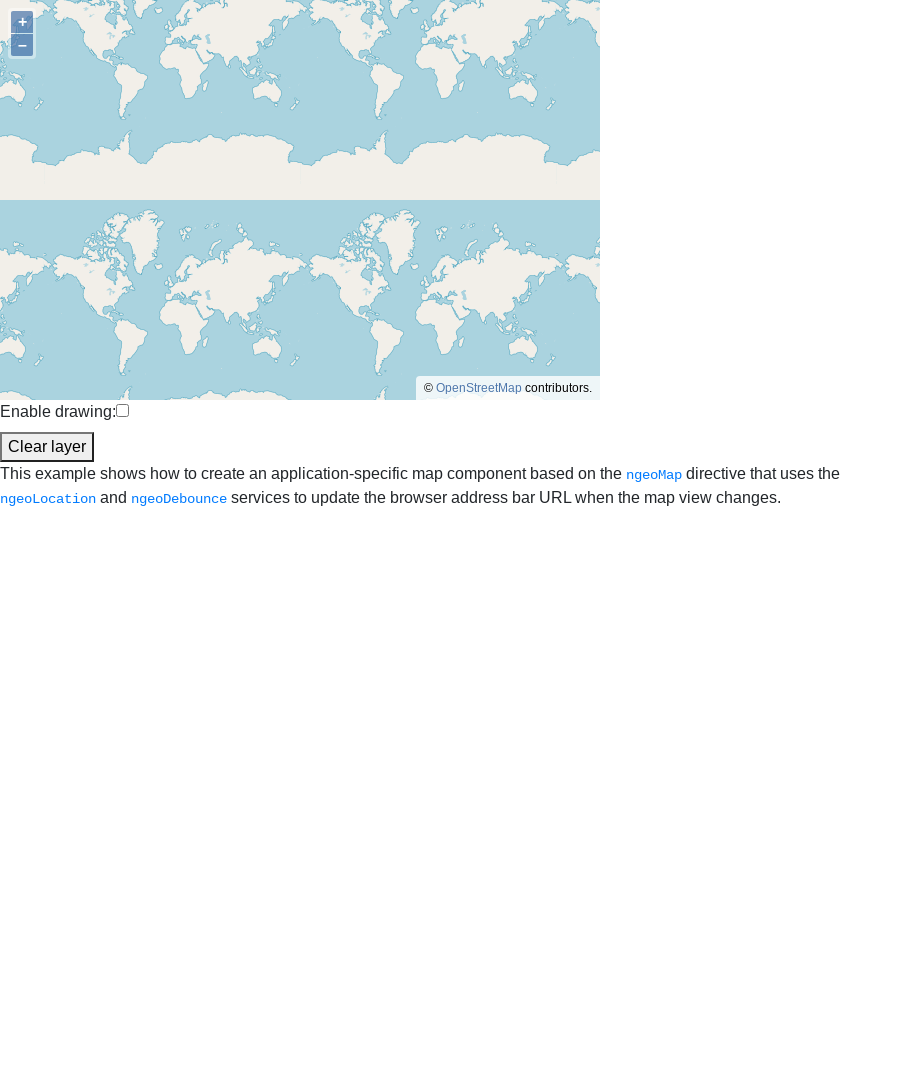 +
−
© OpenStreetMap contributors.
Enable drawing:
Clear layer
This example shows how to create an application-specific map component based on the ngeoMap directive that uses the
ngeoLocation and ngeoDebounce services to update the browser address bar URL when the map view changes.